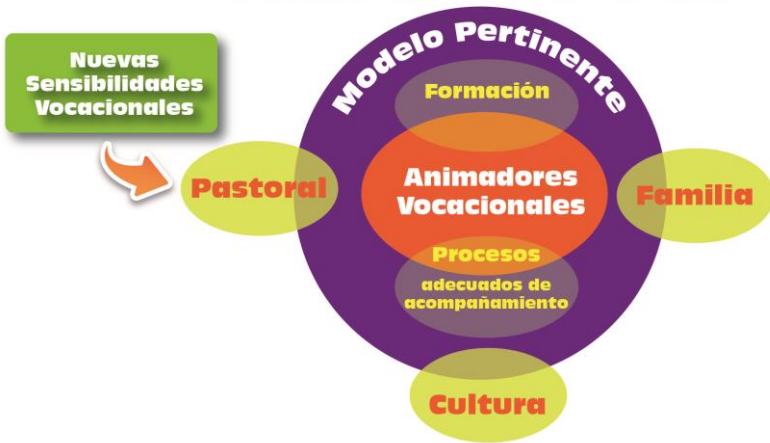 Nuevas
Sensibilidades
Vocacionales
Modelo Pertinente
Formación
Pastoral
Animadores
Vocacionales
Familia
Procesos
adecuados de
acompañamiento
Cultura